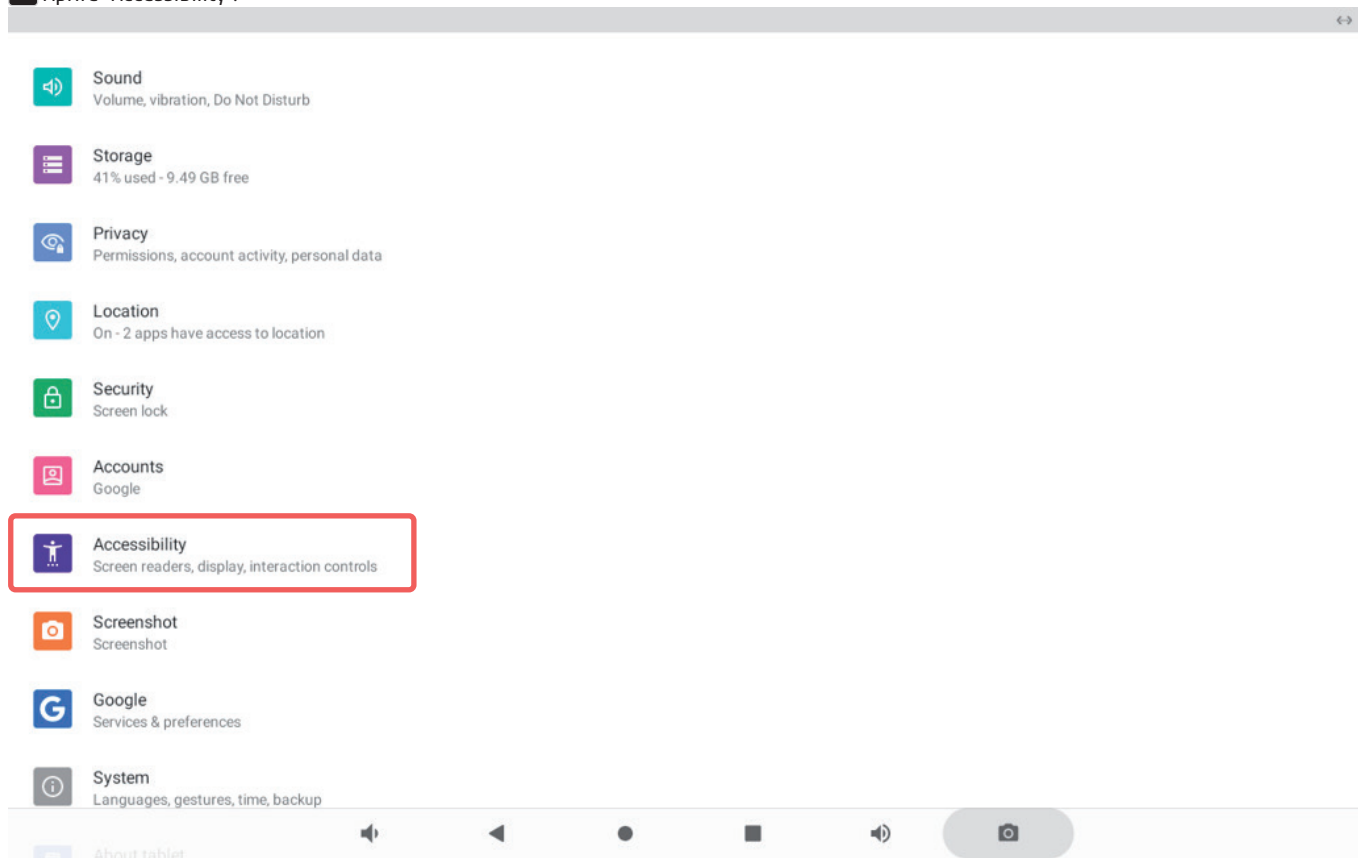 Sound
Volume, vibration, Do Not Disturb
Storage
41% used - 9.49 GB free
Privacy
Permissions, account activity, personal data
Location
On - 2 apps have access to location
Security
Screen lock
Accounts
Google
Accessibility
Screen readers, display, interaction controls
Screenshot
Screenshot
Google
Services & preferences
System
Languages, gestures, time, backup
About tablet